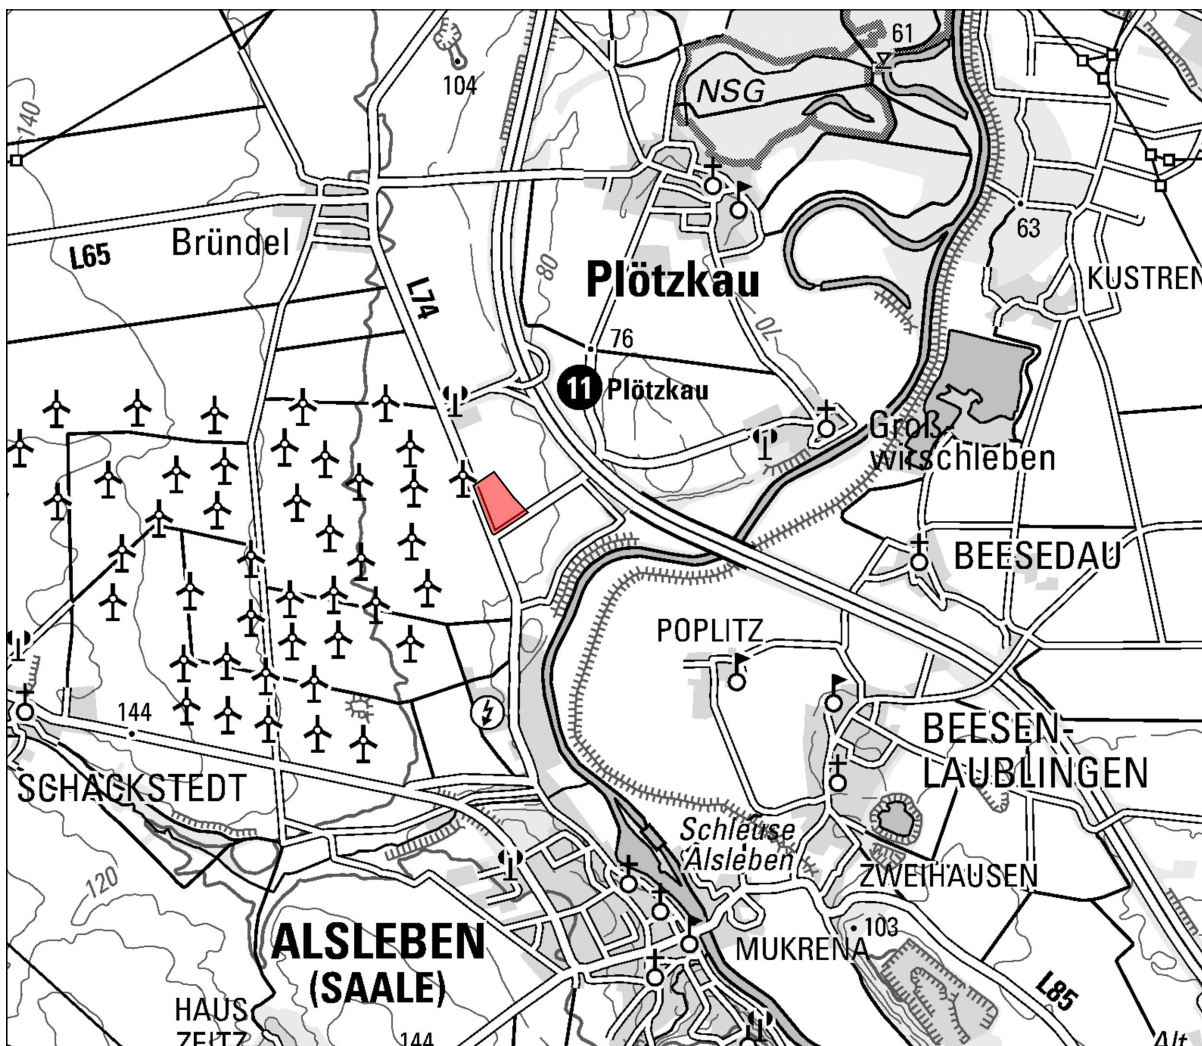 61
104
NSG
140
63
Bründel
L65
80
KUSTREN
Plötzkau
L74
70
76
11 Plötzkau
Groß-
wirschleben
BEESEDAU
POPLITZ
144
BEESEN-
LAUBLINGEN
SCHACKSTEDT
Schleuse
Alsleben
120
ZWEIHAUSEN
103
ALSLEBEN
(SAALE)
MUKRENA
L85
HAUS
ZEITZ
144
Alt